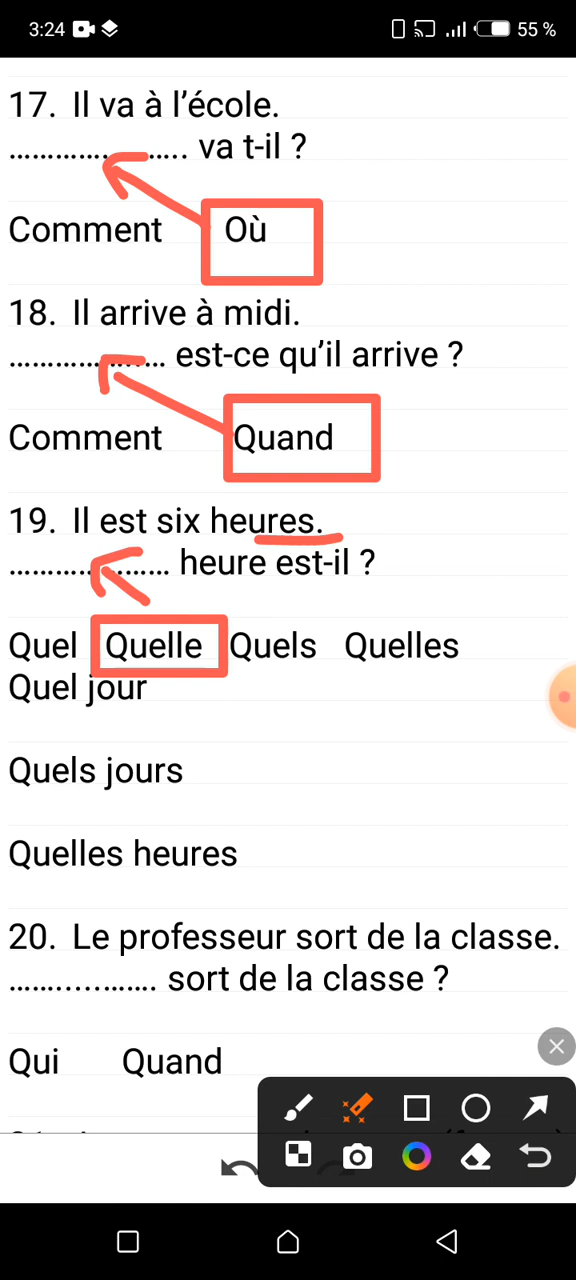 3:24
55 %
17. Il va à l'école.
.................... va t-il ?
Comment Où
18. Il arrive à midi.
.................... est-ce qu'il arrive ?
Comment Quand
19. Il est six heures.
.................... heure est-il ?
Quel Quelle Quels Quelles
Quel jour
Quels jours
Quelles heures
20. Le professeur sort de la classe.
.................... sort de la classe ?
Qui Quand